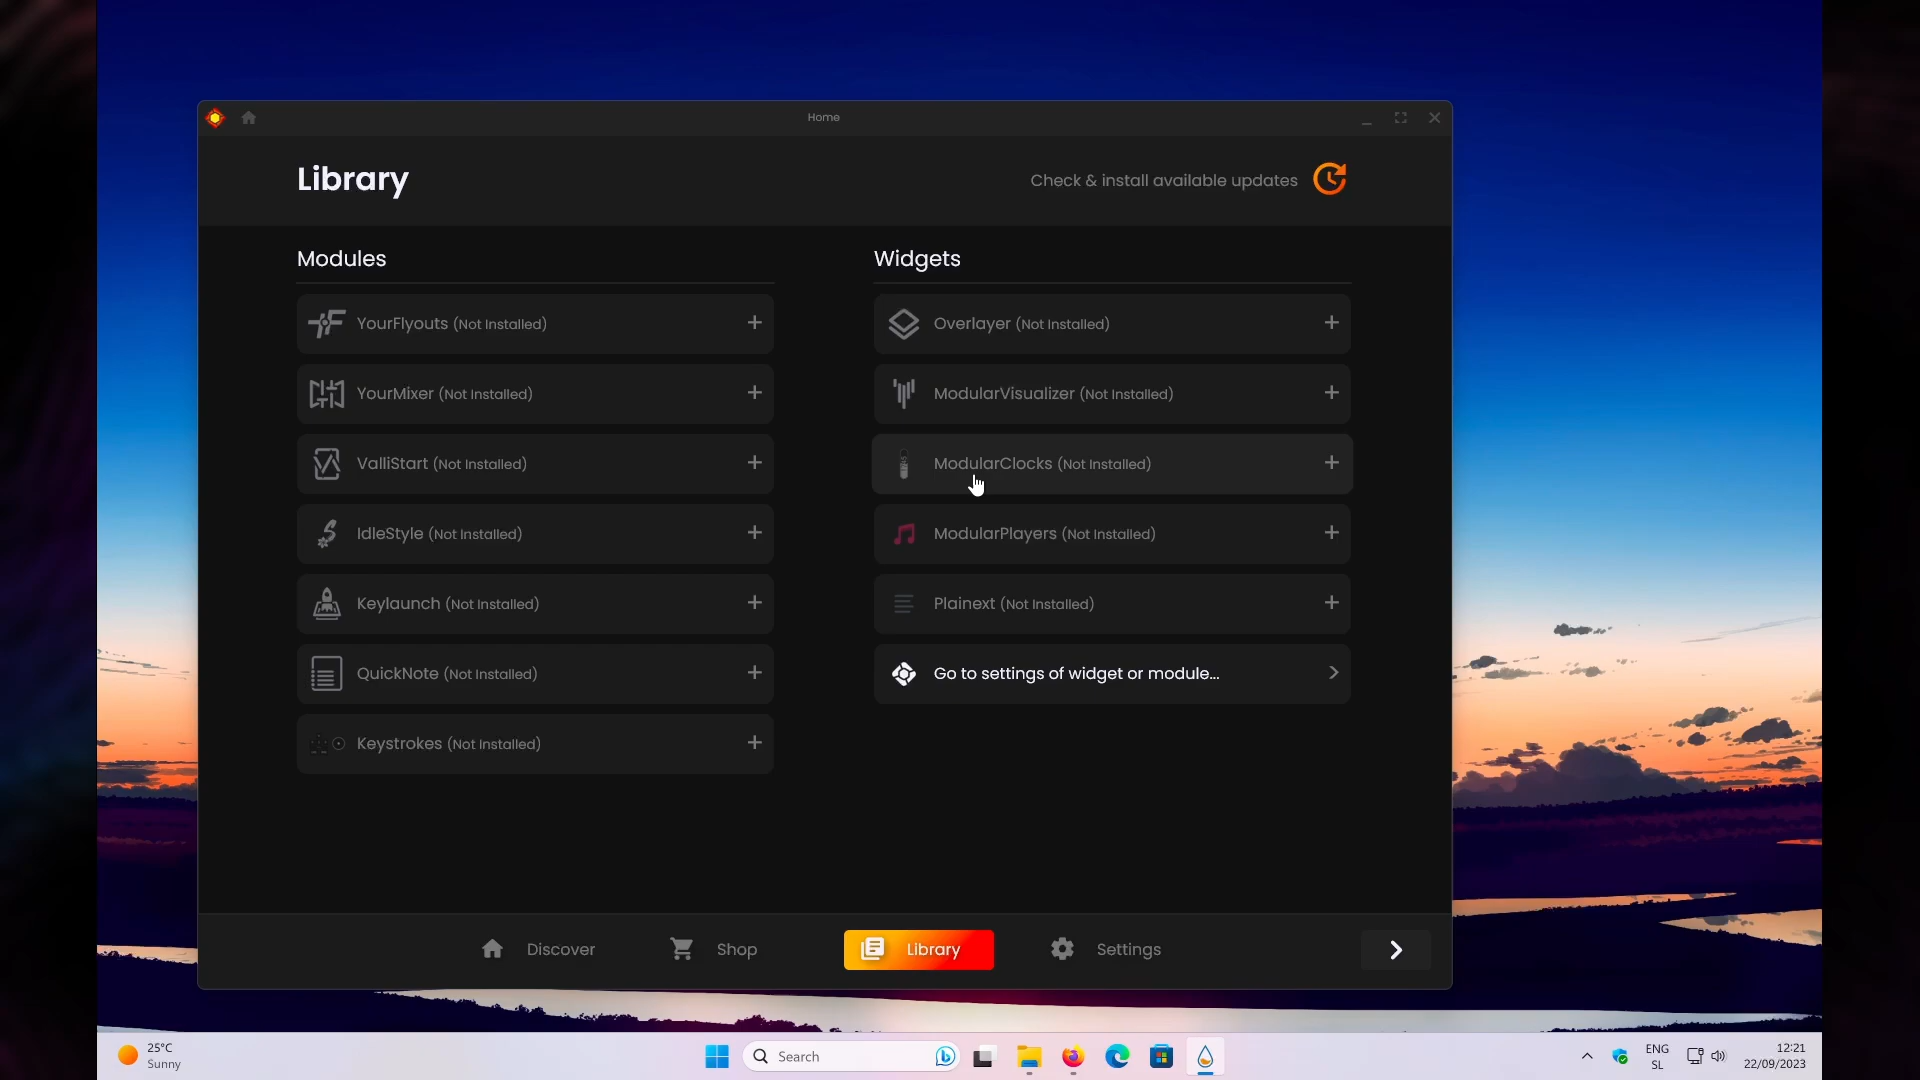 Home
Library
Check & install available updates
Modules
YourFlyouts (Not Installed)
YourMixer (Not Installed)
ValliStart (Not Installed)
IdleStyle (Not Installed)
Keylaunch (Not Installed)
QuickNote (Not Installed)
Keystrokes (Not Installed)
Widgets
Overlayer (Not Installed)
ModularVisualizer (Not Installed)
ModularClocks (Not Installed)
ModularPlayers (Not Installed)
Plainext (Not Installed)
Go to settings of widget or module...
Discover
Shop
Library
Settings
25°C
Sunny
Search
ENG
SL
12:21
22/09/2023